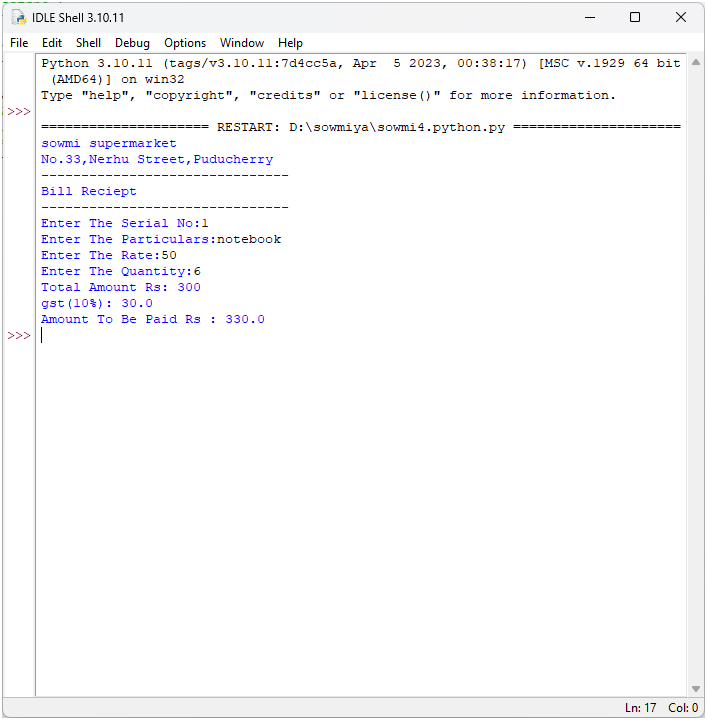 IDLE Shell 3.10.11
File Edit Shell Debug Options Window Help
Python 3.10.11 (tags/v3.10.11:7d4cc5a, Apr  5 2023, 00:38:17) [MSC v.1929 64 bit
 (AMD64)] on win32
Type "help", "copyright", "credits" or "license()" for more information.
>>>
===================== RESTART: D:\sowmiya\sowmi4.python.py =====================
sowmi supermarket
No.33,Nerhu Street,Puducherry
-------------------------------
Bill Reciept
-------------------------------
Enter The Serial No:1
Enter The Particulars:notebook
Enter The Rate:50
Enter The Quantity:6
Total Amount Rs: 300
gst(10%): 30.0
Amount To Be Paid Rs : 330.0
>>>
Ln: 17 Col: 0